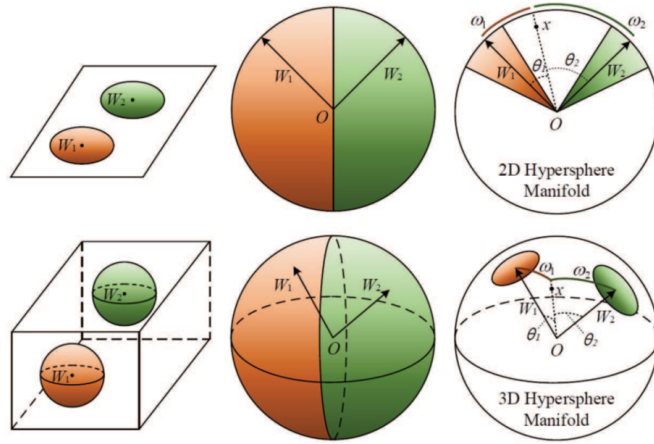 W₂
W₁
W₁
W₂
O
ω₁
x
ω₂
W₁
θ₁
θ₂
W₂
O
2D Hypersphere
Manifold
W₂
W₁
W₁
W₂
O
ω₁
ω₂
x
W₁
W₂
θ₁
θ₂
O
3D Hypersphere
Manifold